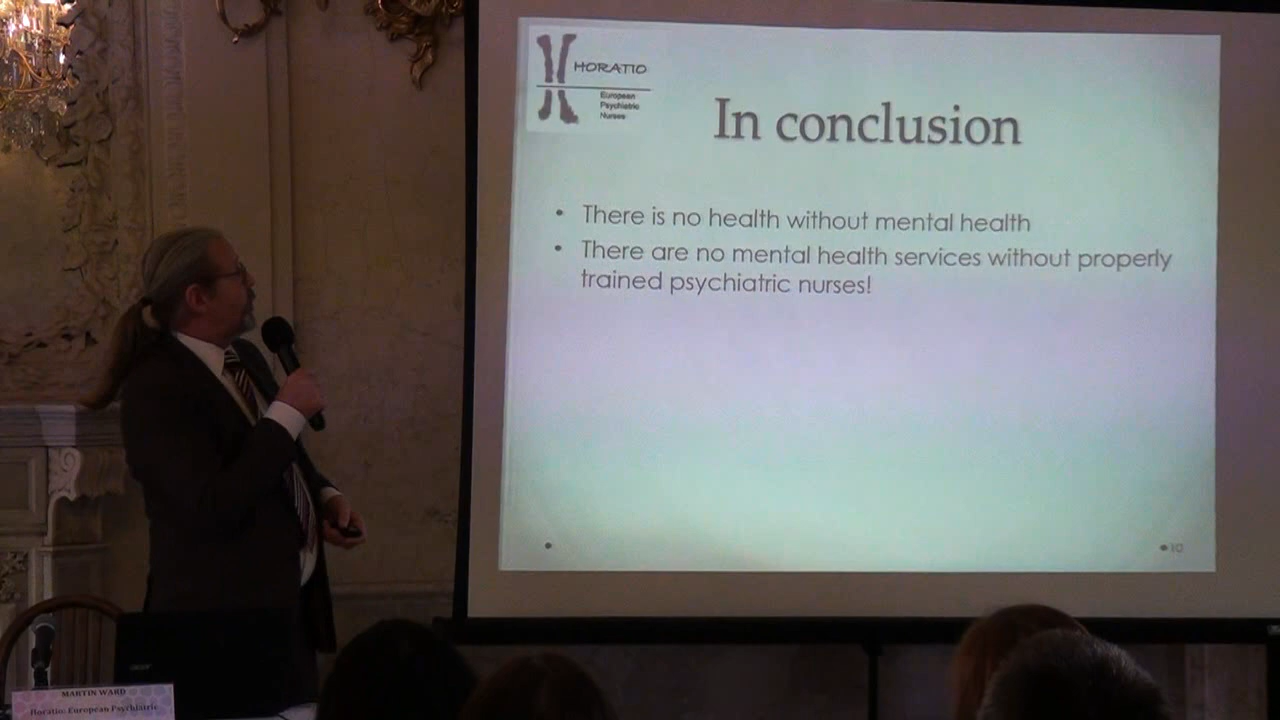 HORATIO
European
Psychiatric
Nurses
In conclusion
• There is no health without mental health
• There are no mental health services without properly
trained psychiatric nurses!
10
acer
MARTIN WARD
Horatio: European Psychiatric